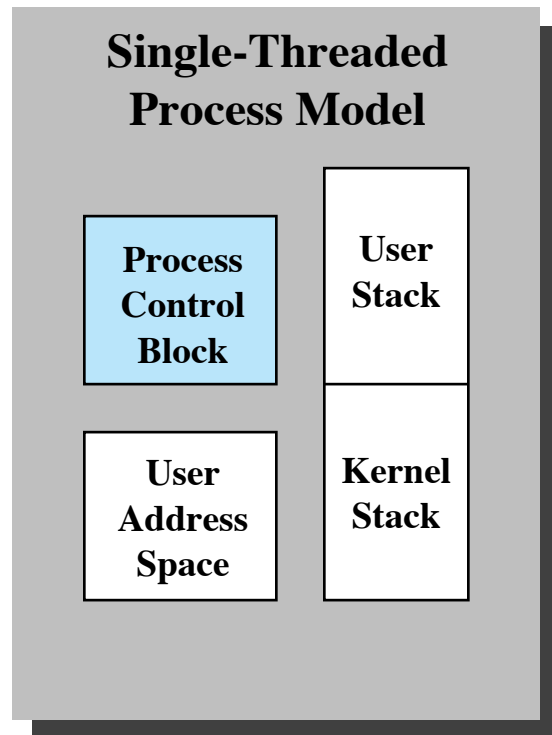 Single-Threaded
Process Model
Process
Control
Block
User
Stack
User
Address
Space
Kernel
Stack